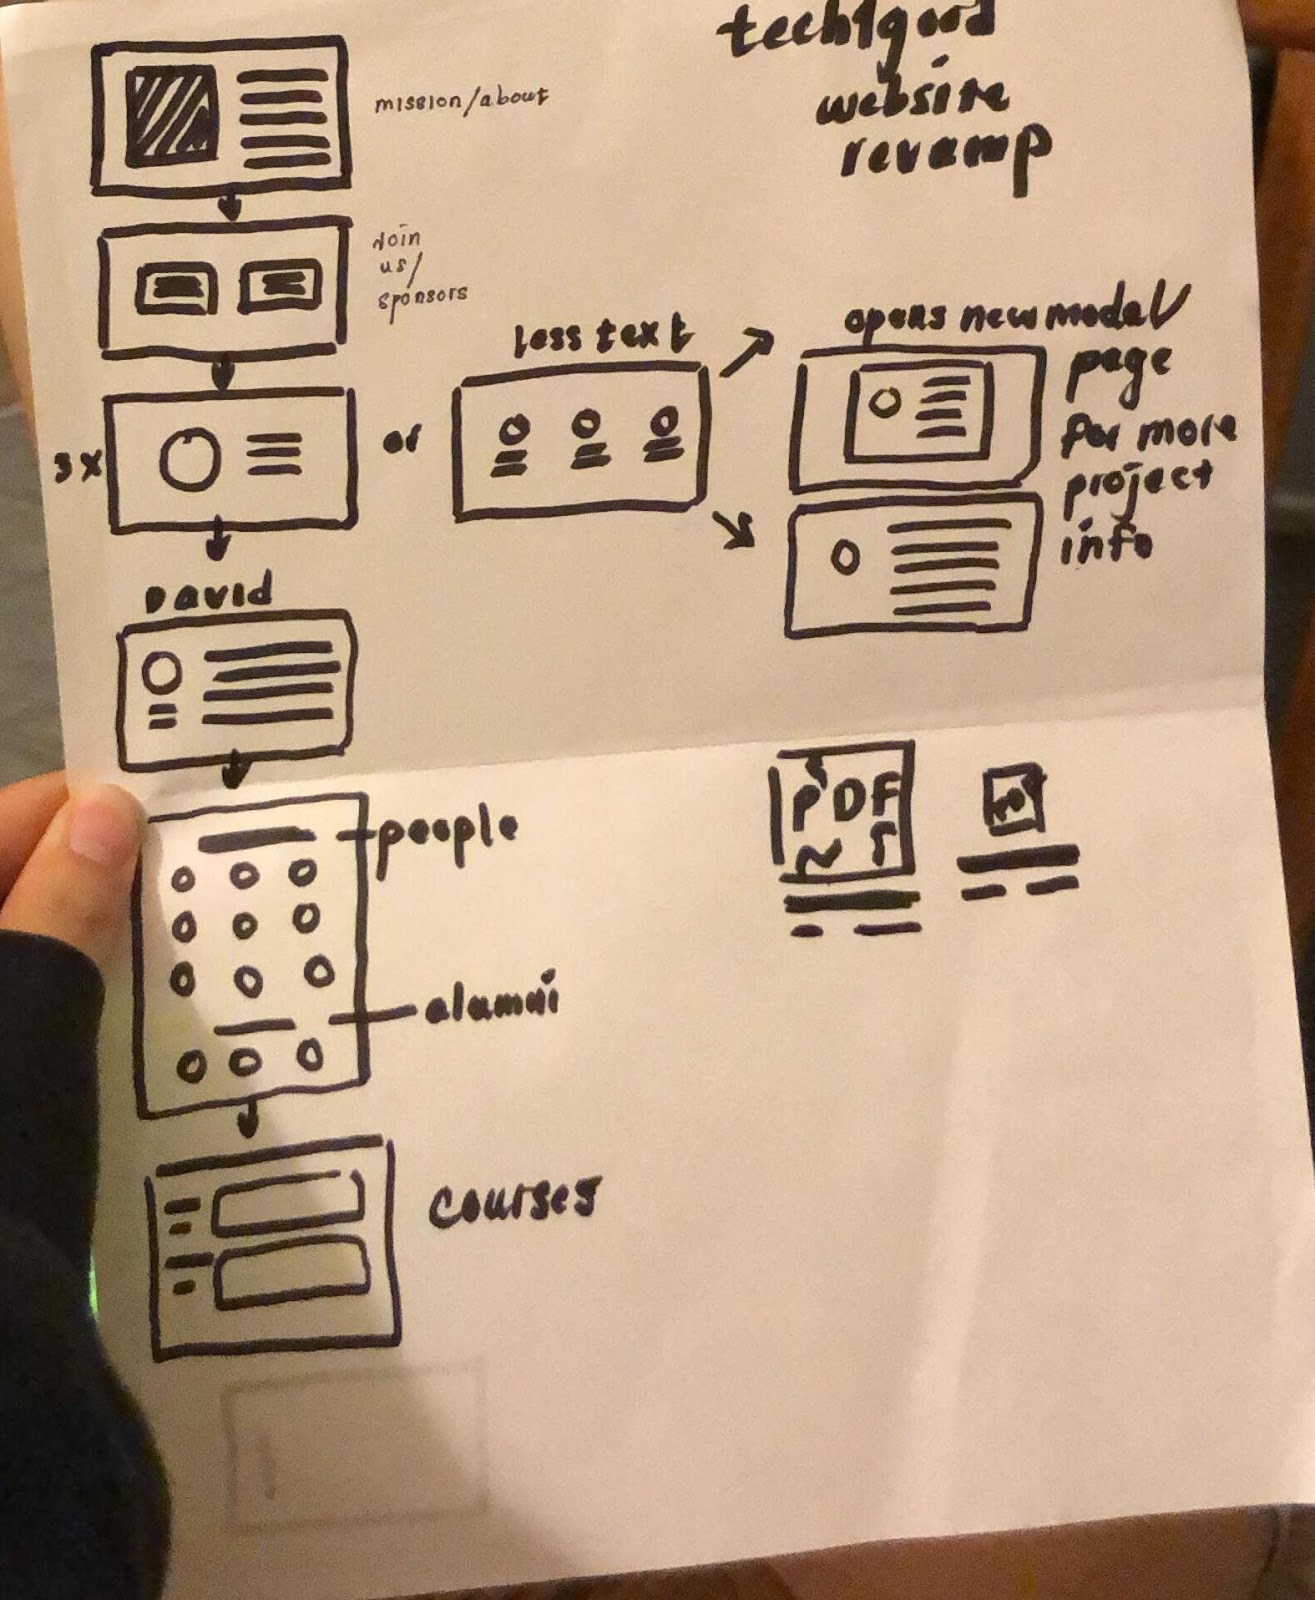 tech4good
website
revamp
mission/about
Join
us/
sponsors
3x
or
less text
opens new modal/
page
for more
project
info
David
people
alumni
courses
PDF